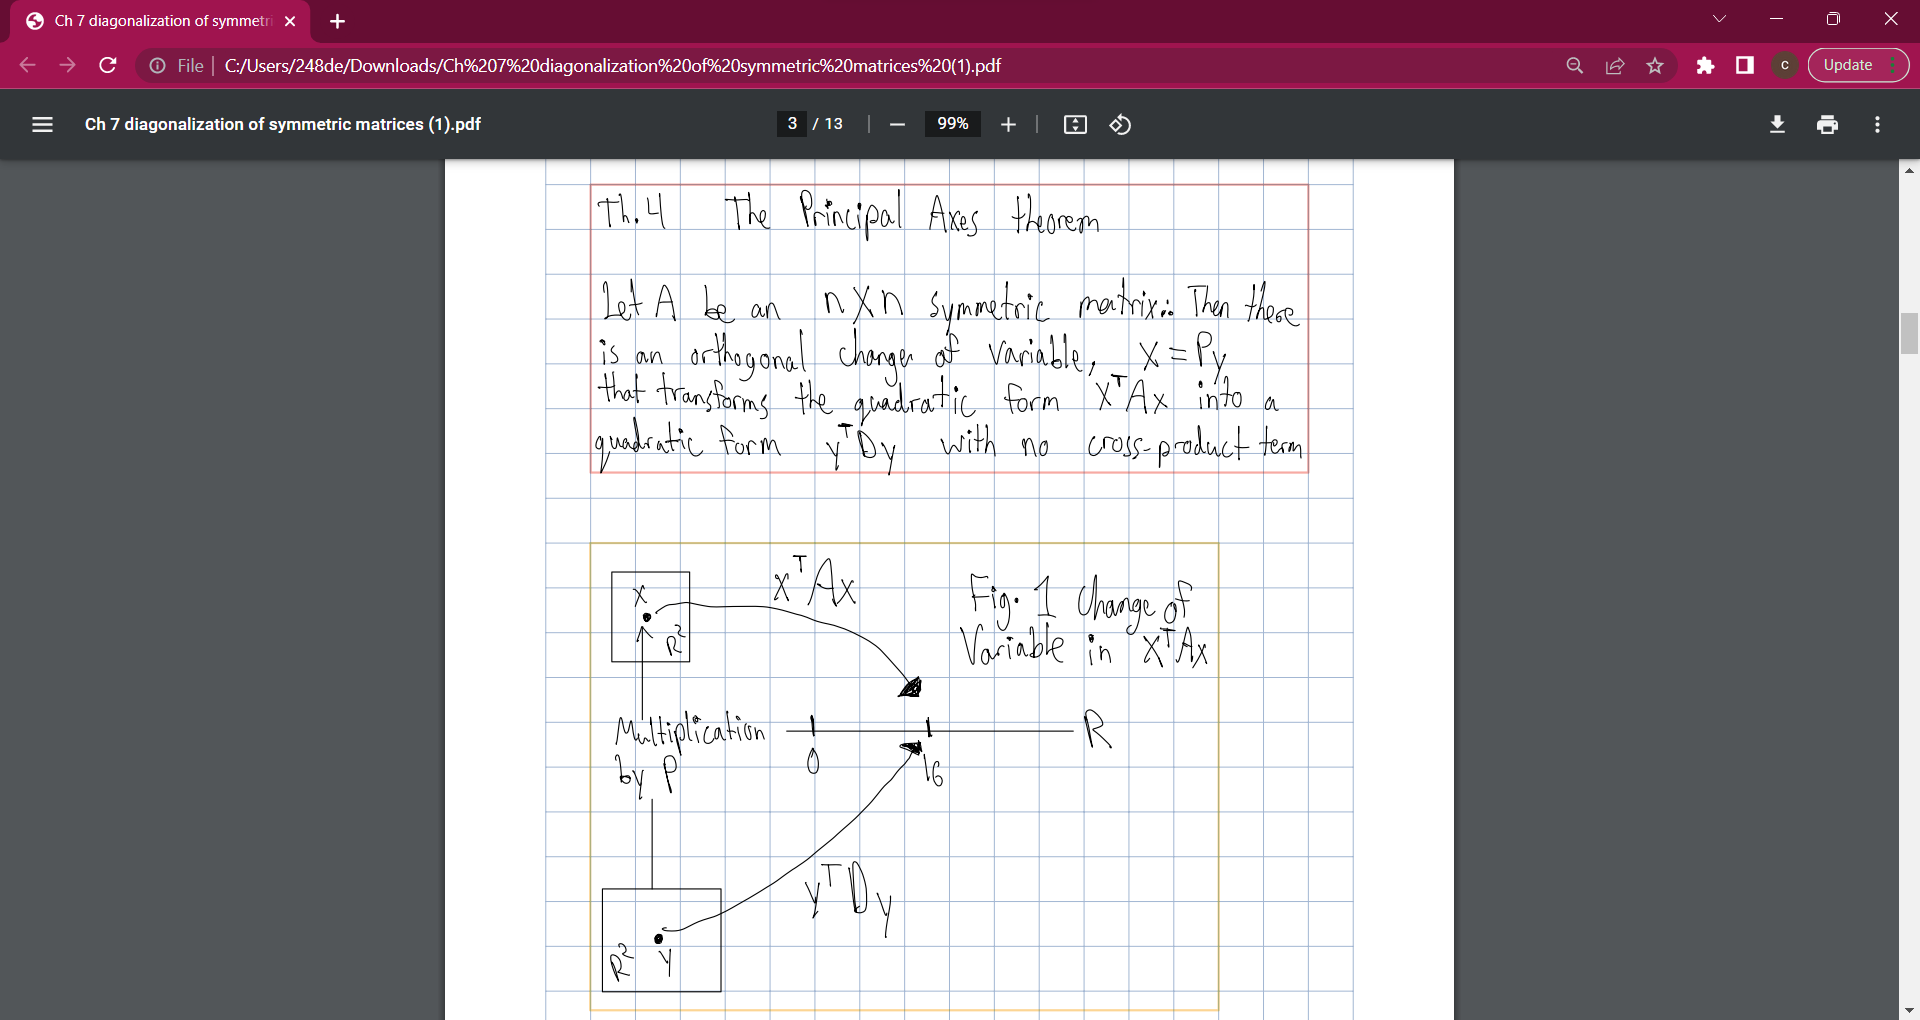 Ch 7 diagonalization of symmetri
File | C:/Users/248de/Downloads/Ch%207%20diagonalization%20of%20symmetric%20matrices%20(1).pdf
C
Update
Ch 7 diagonalization of symmetric matrices (1).pdf
3 / 13
99%
Th.4 The Principal Axes theorem
Let A be an n X n symmetric matrix: Then there
is an orthogonal change of variable, X = Py
that transforms the quadratic form XᵀAx into a
quadratic form yᵀDy with no cross-product term
XᵀAx
Fig. 1 Change of
Variable in XᵀAx
X
R²
Multiplication
by P
0
16
R
yᵀDy
R²
y